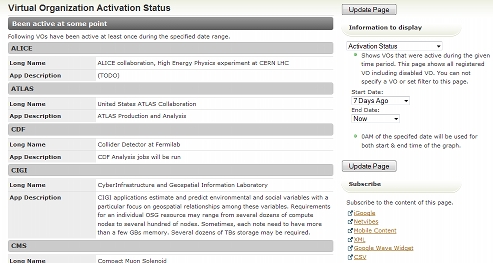 Virtual Organization Activation Status
Been active at some point
Following VOs have been active at least once during the specified date range.
ALICE
Long Name ALICE collaboration, High Energy Physics experiment at CERN LHC
App Description (TODO)
ATLAS
Long Name United States ATLAS Collaboration
App Description ATLAS Production and Analysis
CDF
Long Name Collider Detector at Fermilab
App Description CDF Analysis jobs will be run
CIGI
Long Name CyberInfrastructure and Geospatial Information Laboratory
App Description CIGI applications estimate and predict environmental and social variables with a
particular focus on geospatial relationships among these variables. Requirements
for an individual OSG resource may range from several dozens of compute
nodes to several hundred of nodes. Sometimes, each note need to have more
than a few GBs memory. Several dozens of TBs storage may be required.
CMS
Long Name Compact Muon Solenoid
Update Page
Information to display
Activation Status
Shows VOs that were active during the given
time period. This page shows all registered
VO including disabled VO. You can not
specify a VO or set filter to this page.
Start Date:
7 Days Ago
End Date:
Now
0AM of the specifed date will be used for
both start & end time of the graph.
Update Page
Subscribe
Subscribe to the content of this page.
iGoogle
Netvibes
Mobile Content
XML
Google Wave Widget
CSV